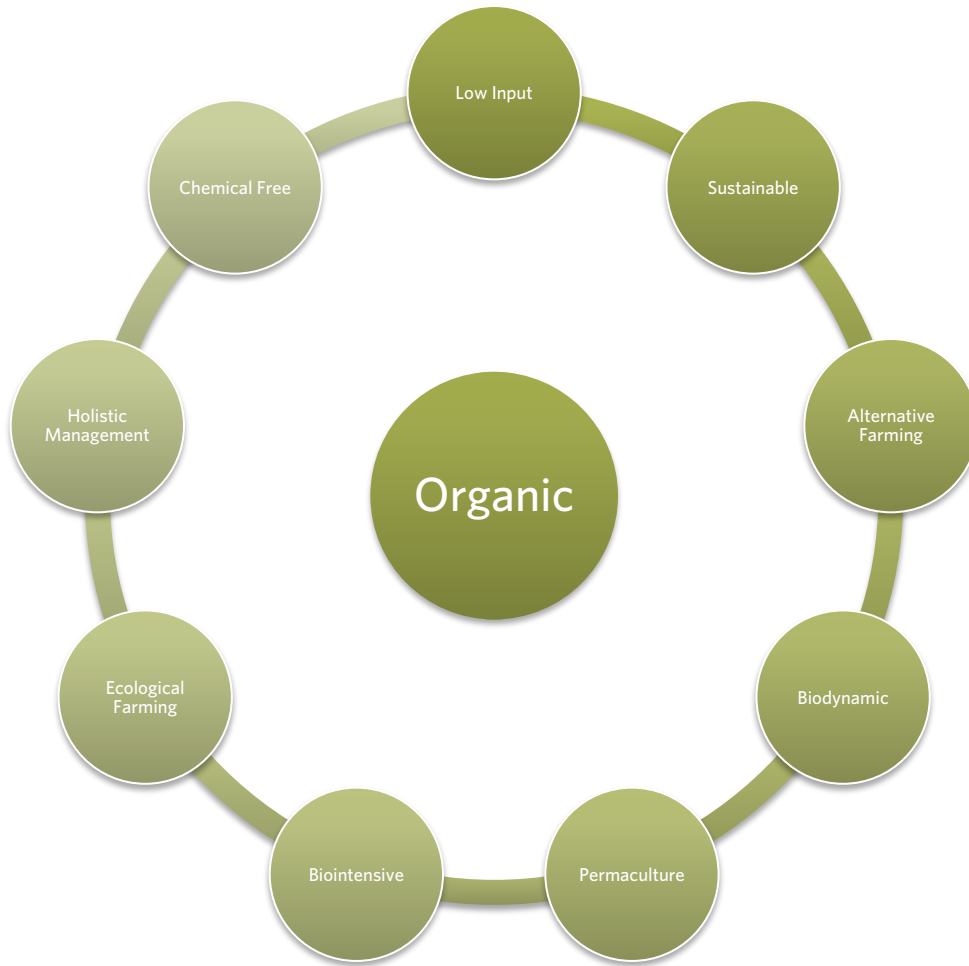 Low Input
Sustainable
Alternative
Farming
Biodynamic
Permaculture
Biointensive
Ecological
Farming
Holistic
Management
Chemical Free
Organic